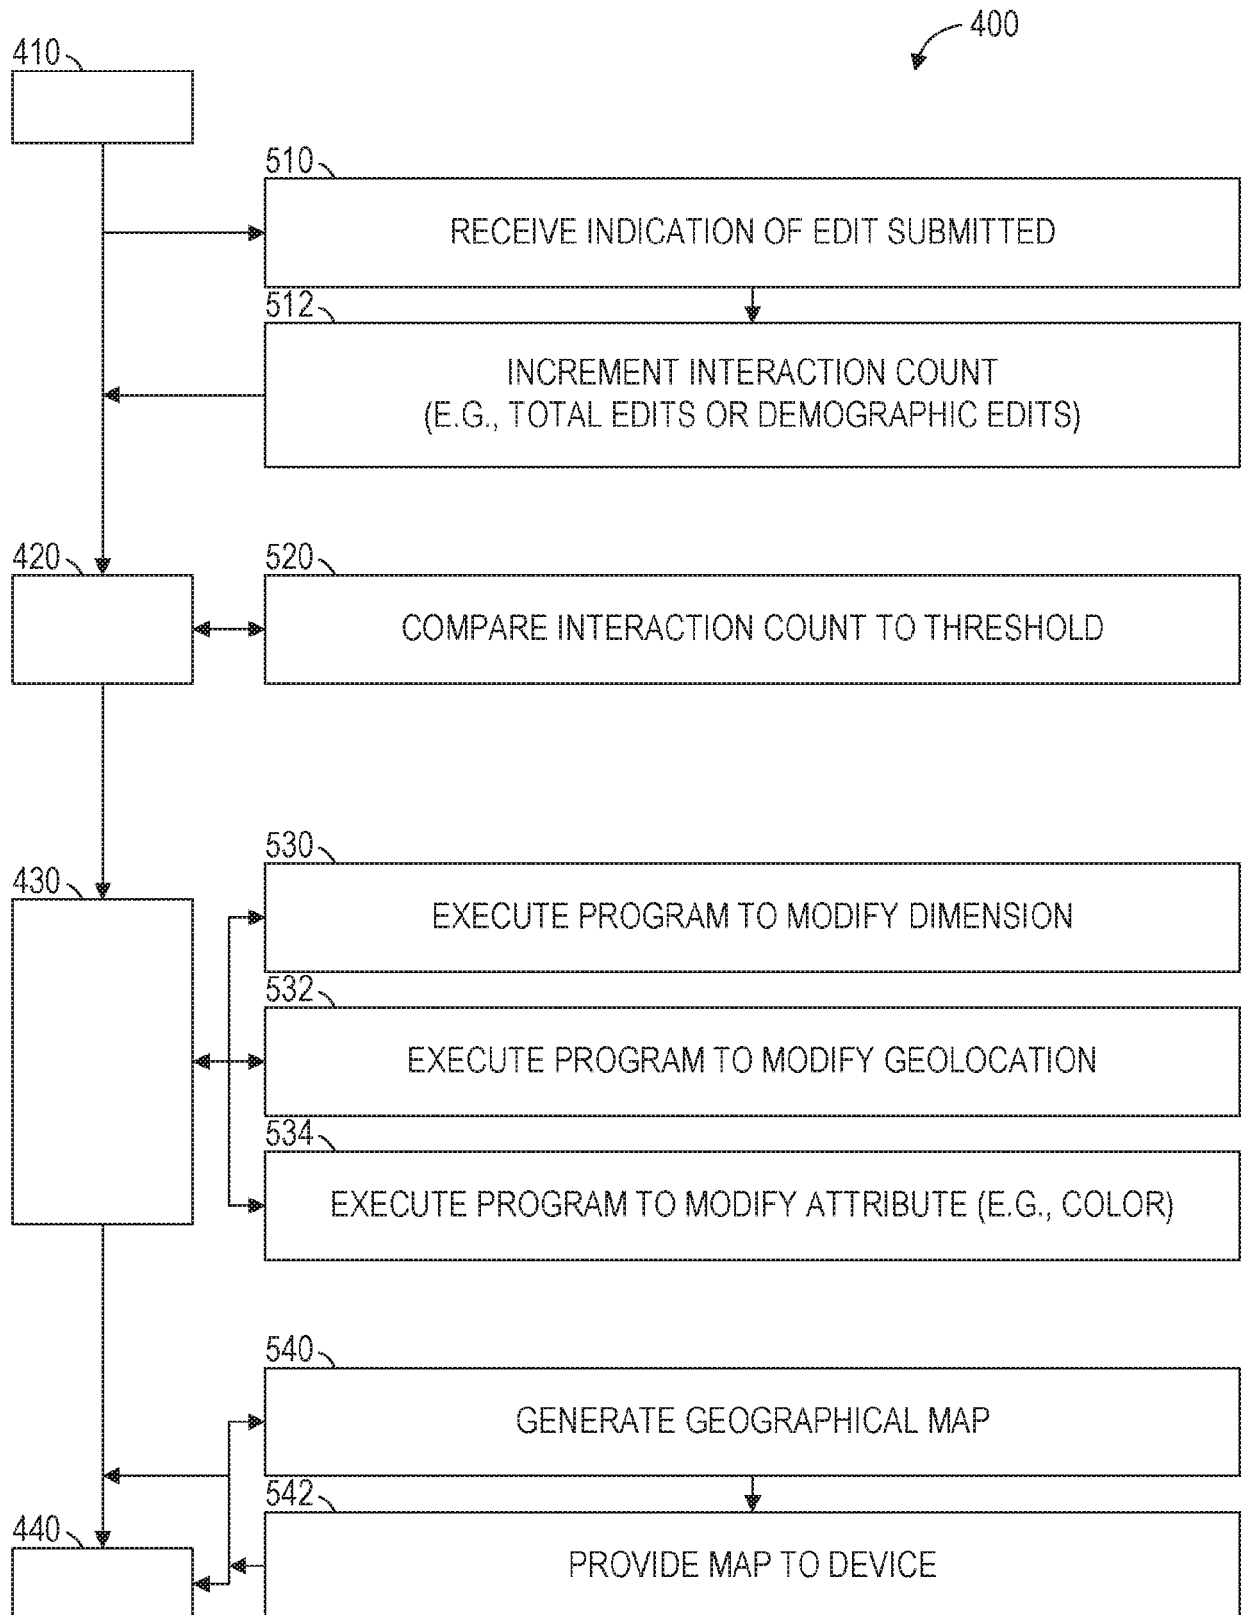 400
410
510
RECEIVE INDICATION OF EDIT SUBMITTED
512
INCREMENT INTERACTION COUNT
(E.G., TOTAL EDITS OR DEMOGRAPHIC EDITS)
420
520
COMPARE INTERACTION COUNT TO THRESHOLD
530
430
EXECUTE PROGRAM TO MODIFY DIMENSION
532
EXECUTE PROGRAM TO MODIFY GEOLOCATION
534
EXECUTE PROGRAM TO MODIFY ATTRIBUTE (E.G., COLOR)
540
GENERATE GEOGRAPHICAL MAP
542
440
PROVIDE MAP TO DEVICE